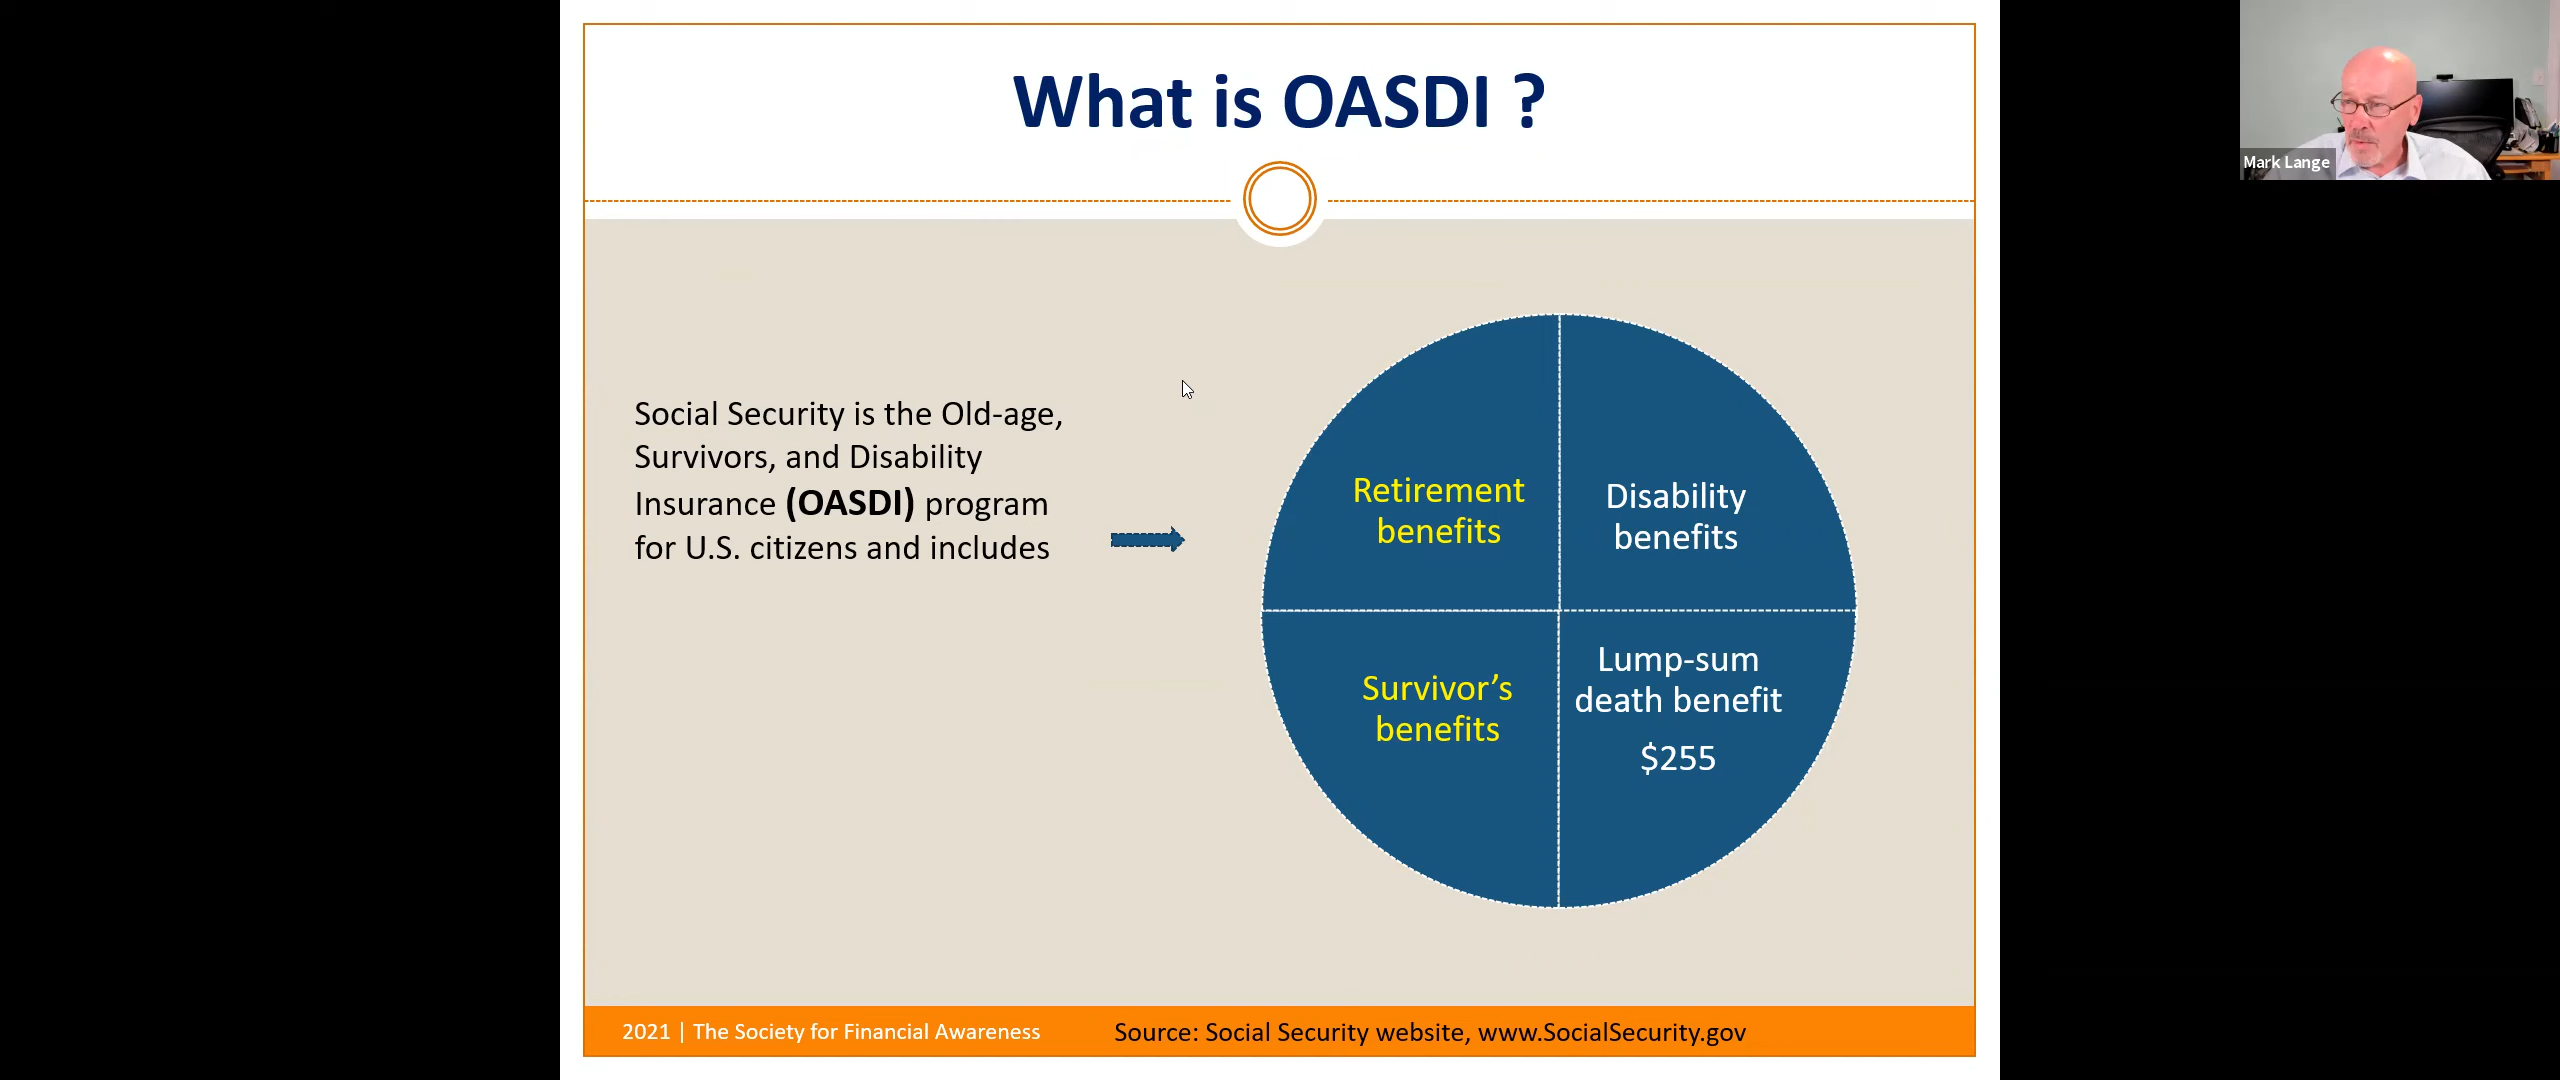 What is OASDI ?
Mark Lange
Social Security is the Old-age,
Survivors, and Disability
Insurance (OASDI) program
for U.S. citizens and includes
Retirement
benefits
Disability
benefits
Survivor’s
benefits
Lump-sum
death benefit
$255
2021 | The Society for Financial Awareness
Source: Social Security website, www.SocialSecurity.gov